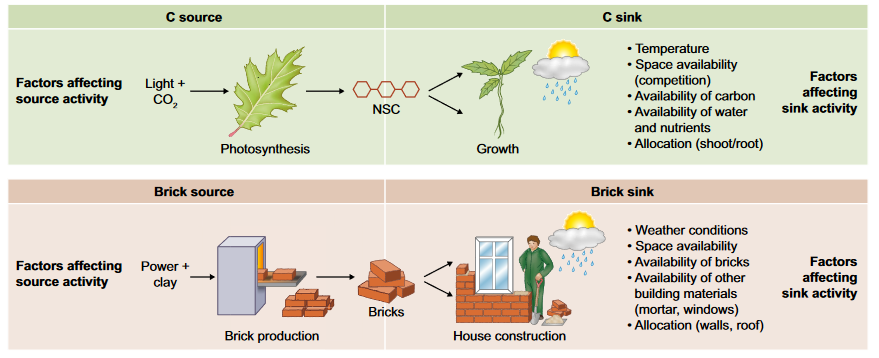 C source
C sink
Factors affecting
source activity
Light +
CO₂
Photosynthesis
NSC
Growth
• Temperature
• Space availability
(competition)
• Availability of carbon
• Availability of water
and nutrients
• Allocation (shoot/root)
Factors
affecting
sink activity
Brick source
Brick sink
Factors affecting
source activity
Power +
clay
Brick production
Bricks
House construction
• Weather conditions
• Space availability
• Availability of bricks
• Availability of other
building materials
(mortar, windows)
• Allocation (walls, roof)
Factors
affecting
sink activity